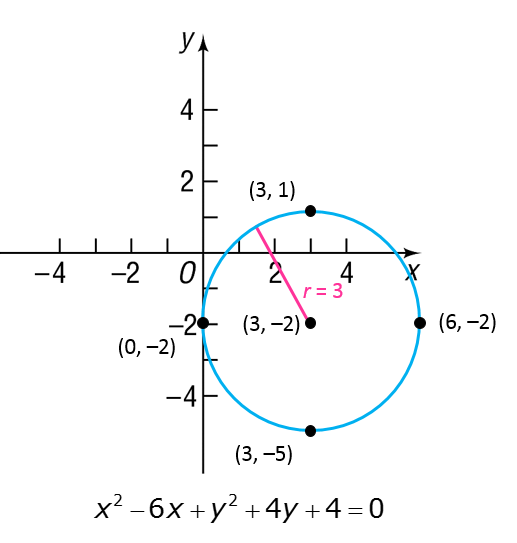 y
4
2
(3, 1)
–4 –2 0 2 4 x
r = 3
–2 (3, –2) (6, –2)
(0, –2)
–4
(3, –5)
x² – 6x + y² + 4y + 4 = 0